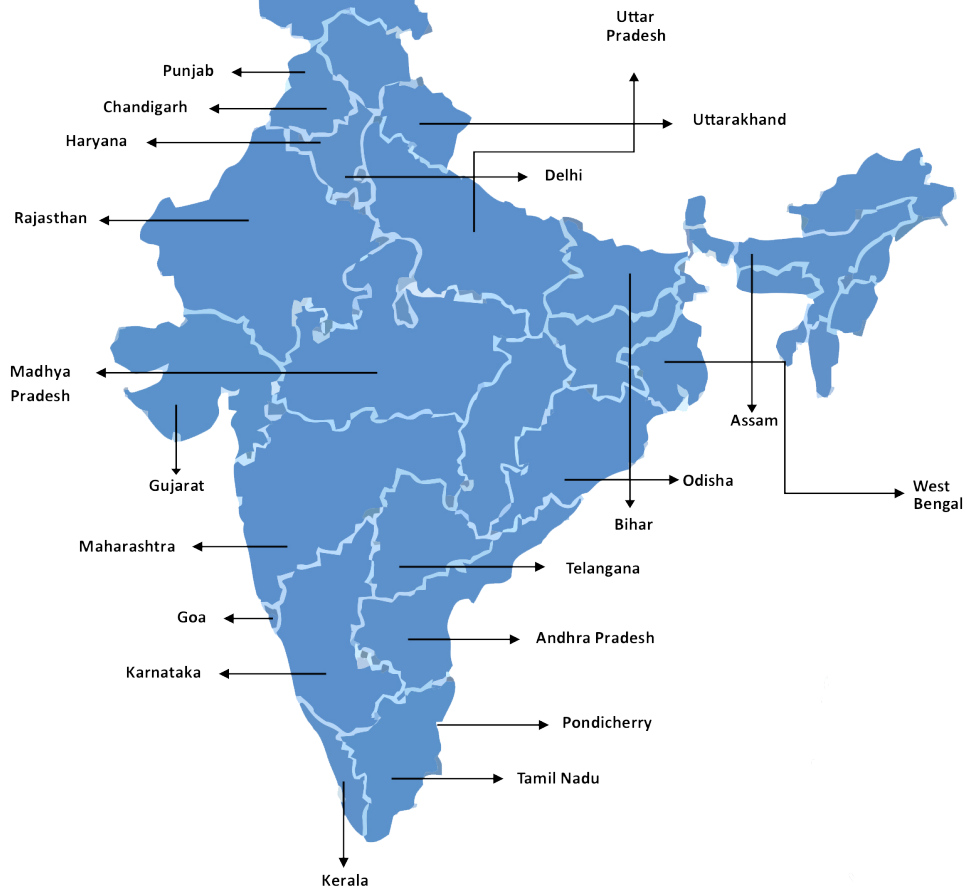 Uttar
Pradesh
Punjab
Chandigarh
Uttarakhand
Haryana
Delhi
Rajasthan
Madhya
Pradesh
Assam
Gujarat
Odisha
West
Bengal
Bihar
Maharashtra
Telangana
Goa
Andhra Pradesh
Karnataka
Pondicherry
Tamil Nadu
Kerala